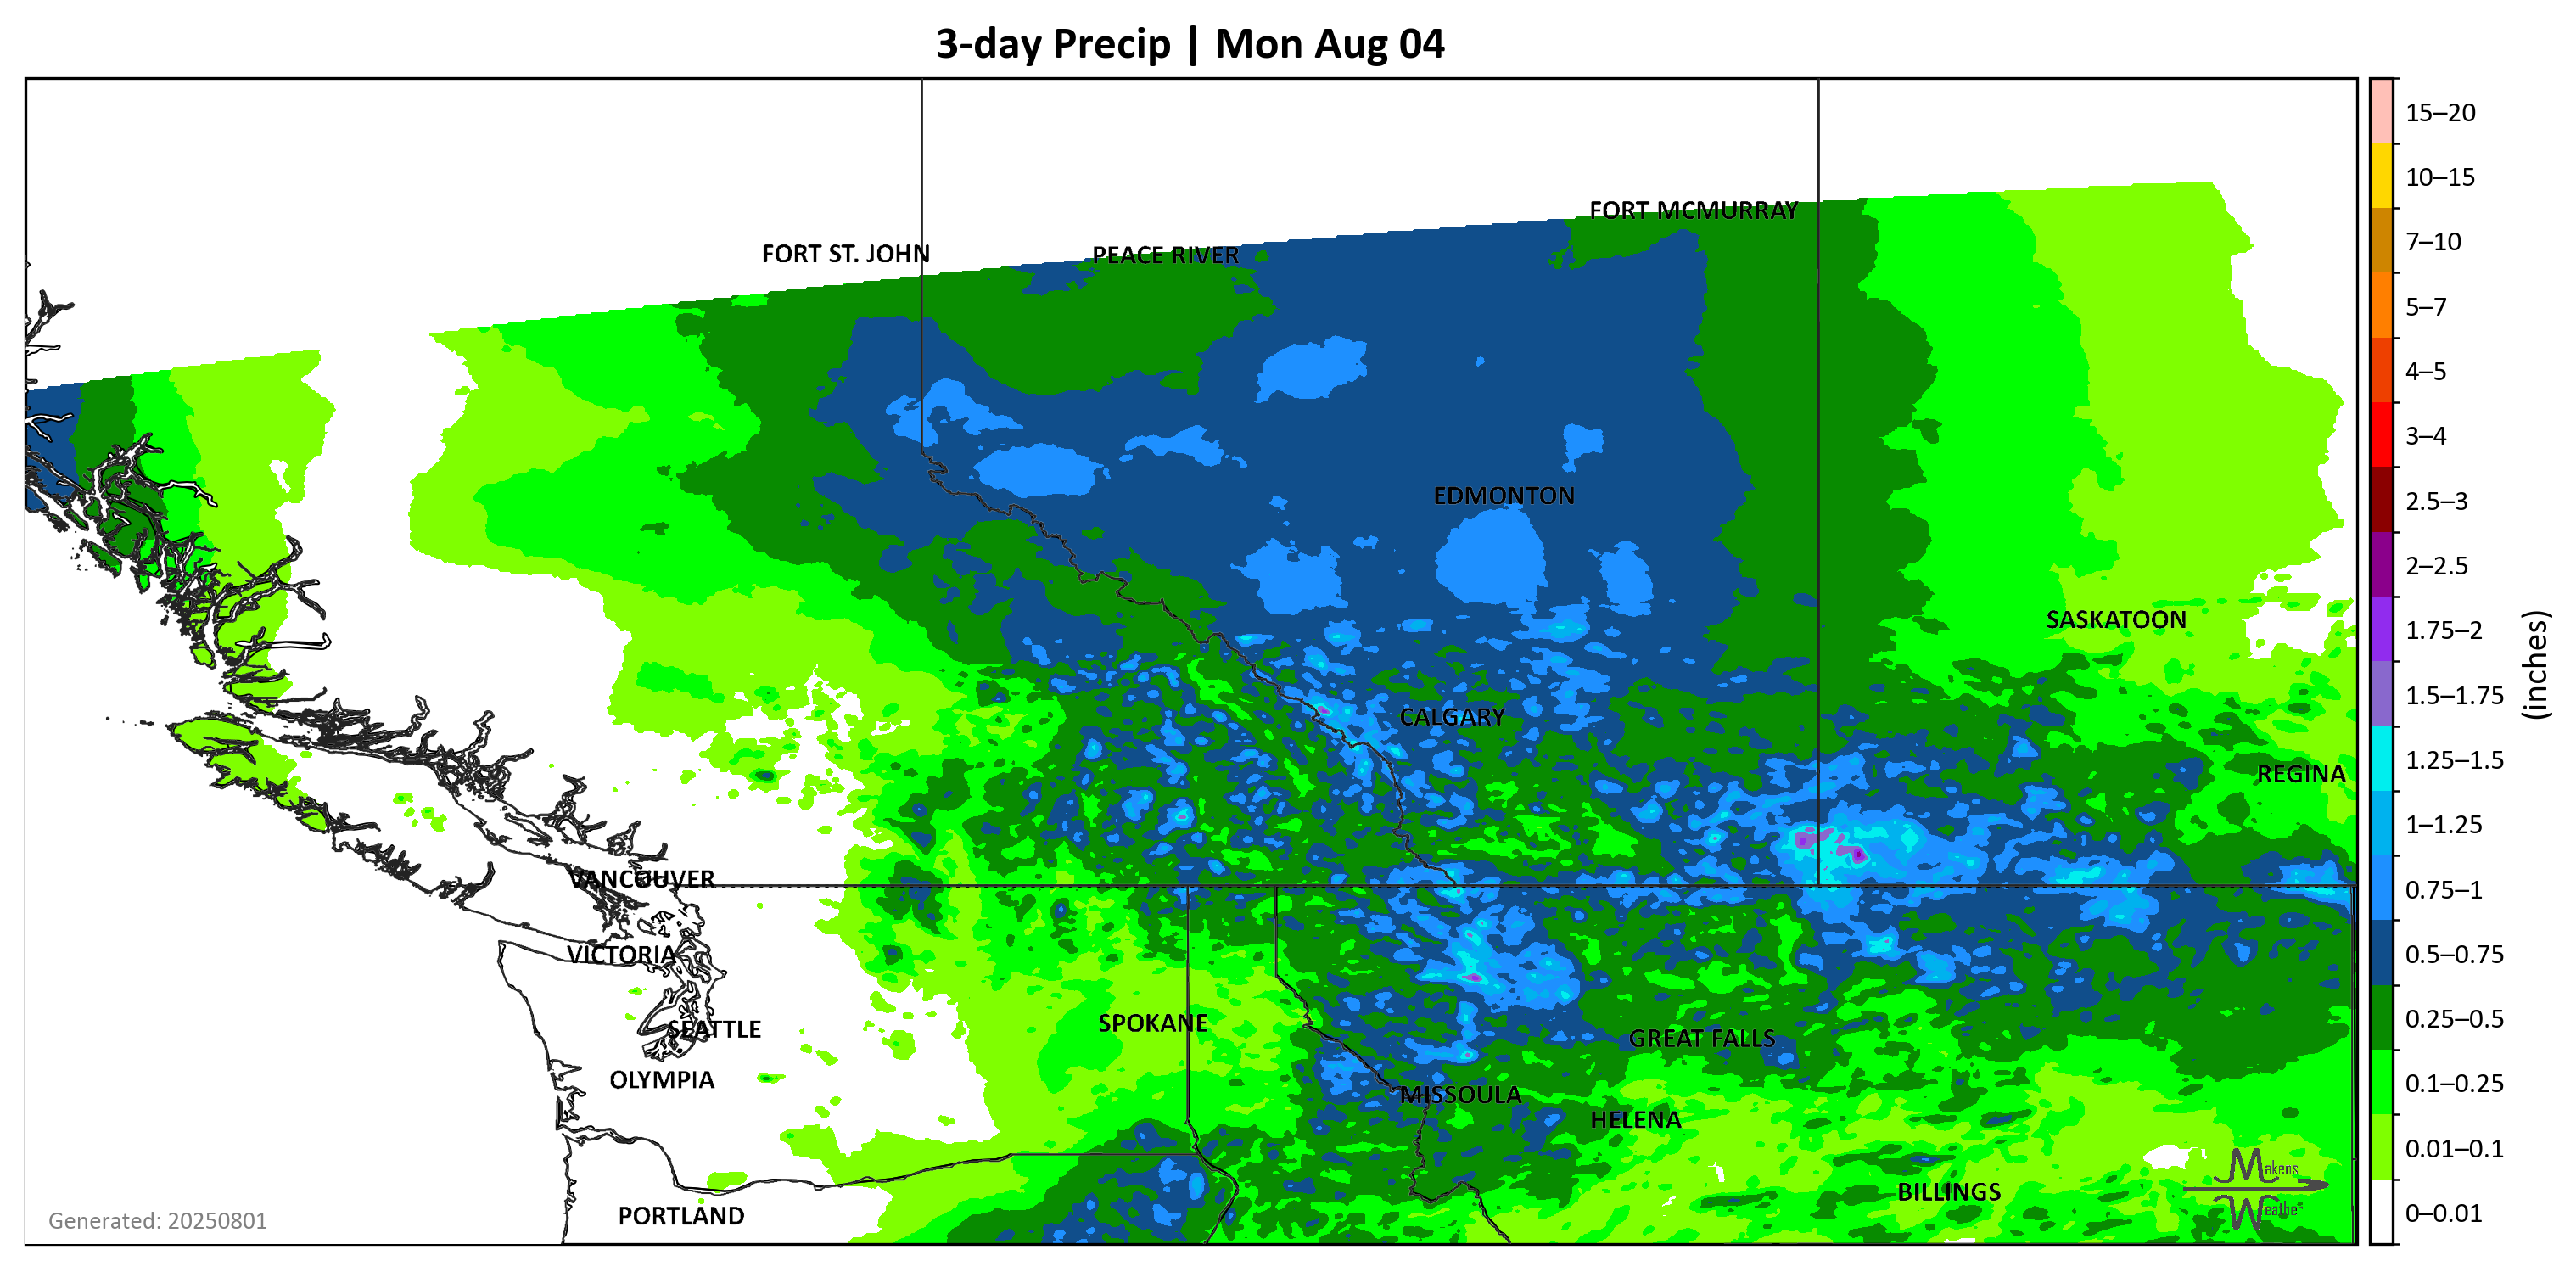 3-day Precip | Mon Aug 04
FORT MCMURRAY
FORT ST. JOHN
PEACE RIVER
EDMONTON
SASKATOON
CALGARY
REGINA
VANCOUVER
VICTORIA
SPOKANE
SEATTLE
GREAT FALLS
OLYMPIA
MISSOULA
HELENA
BILLINGS
PORTLAND
Makens
Weather
Generated: 20250801
15–20
10–15
7–10
5–7
4–5
3–4
2.5–3
2–2.5
1.75–2
1.5–1.75
1.25–1.5
1–1.25
0.75–1
0.5–0.75
0.25–0.5
0.1–0.25
0.01–0.1
0–0.01
(inches)